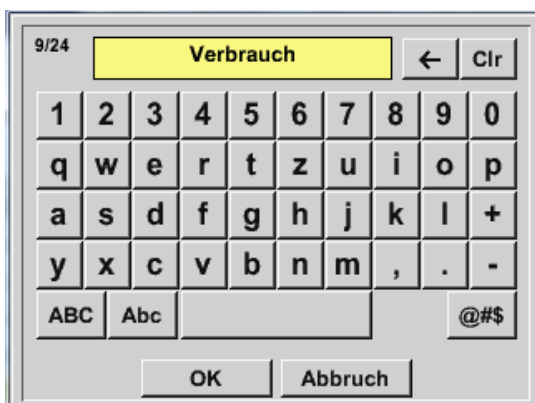 9/24 Verbrauch ← Clr
1 2 3 4 5 6 7 8 9 0
q w e r t z u i o p
a s d f g h j k l +
y x c v b n m , . -
ABC Abc @#$
OK Abbruch